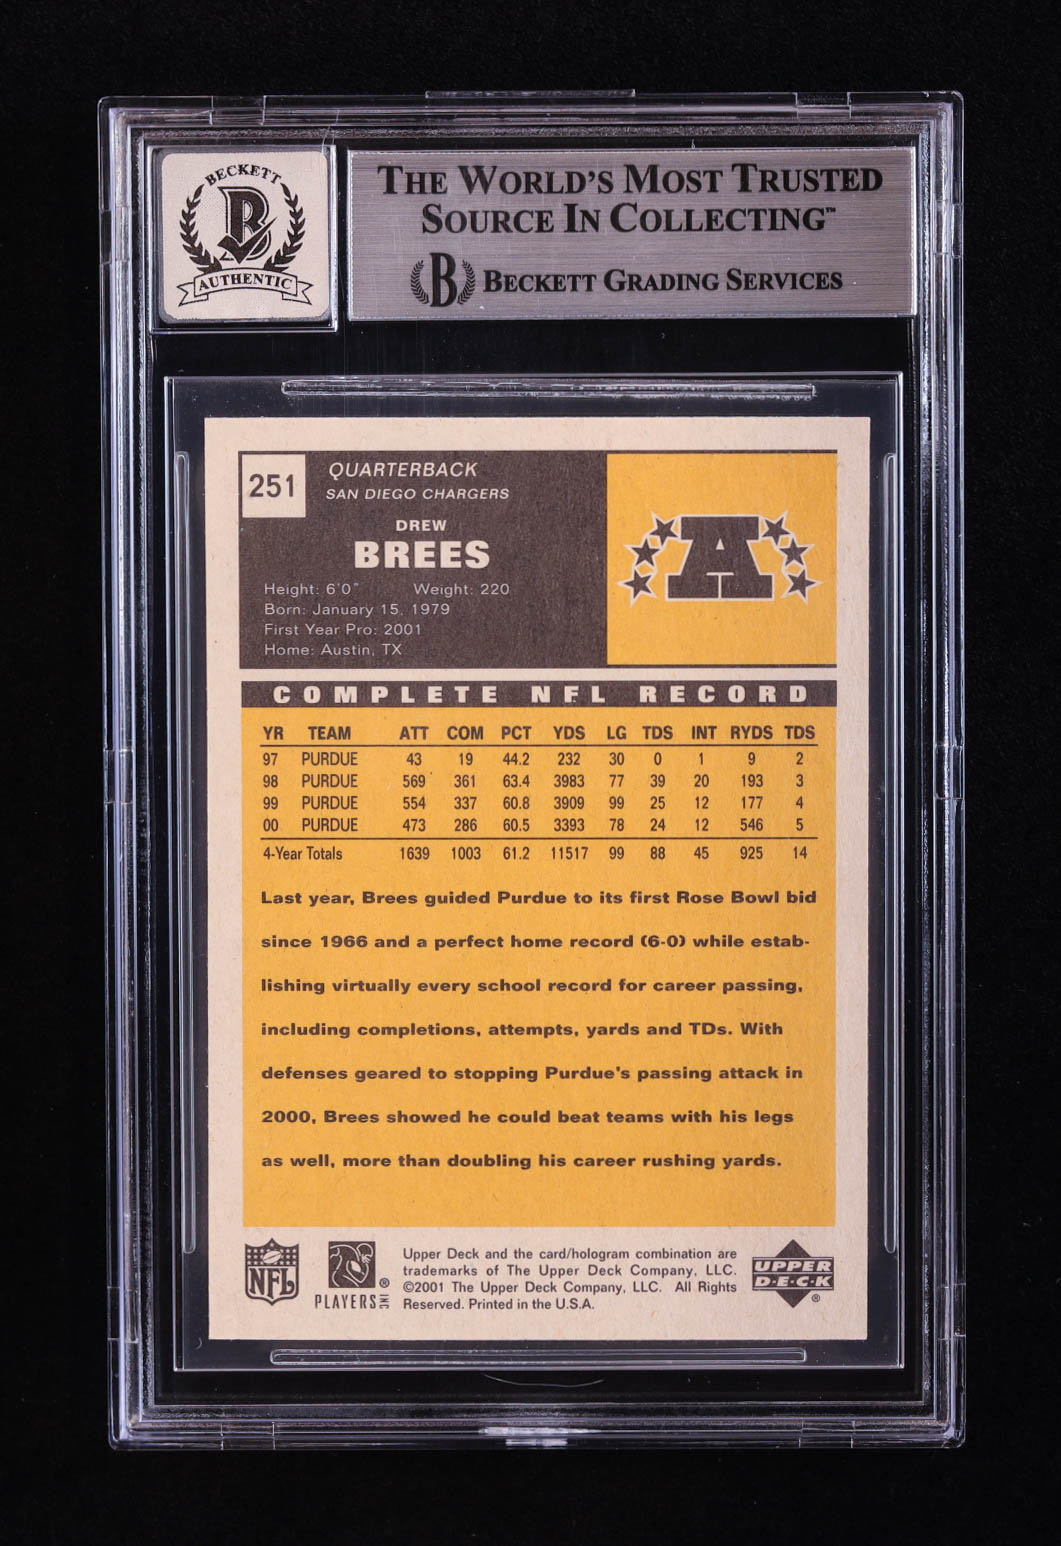 BECKETT
B
AUTHENTIC
THE WORLD'S MOST TRUSTED
SOURCE IN COLLECTING™
B BECKETT GRADING SERVICES
251
QUARTERBACK
SAN DIEGO CHARGERS
DREW
BREES
Height: 6'0" Weight: 220
Born: January 15, 1979
First Year Pro: 2001
Home: Austin, TX
A
COMPLETE NFL RECORD
YR TEAM ATT COM PCT YDS LG TDS INT RYDS TDS
97 PURDUE 43 19 44.2 232 30 0 1 9 2
98 PURDUE 569 361 63.4 3983 77 39 20 193 3
99 PURDUE 554 337 60.8 3909 99 25 12 177 4
00 PURDUE 473 286 60.5 3393 78 24 12 546 5
4-Year Totals 1639 1003 61.2 11517 99 88 45 925 14
Last year, Brees guided Purdue to its first Rose Bowl bid
since 1966 and a perfect home record (6-0) while estab-
lishing virtually every school record for career passing,
including completions, attempts, yards and TDs. With
defenses geared to stopping Purdue's passing attack in
2000, Brees showed he could beat teams with his legs
as well, more than doubling his career rushing yards.
NFL
PLAYERS INC ®
Upper Deck and the card/hologram combination are
trademarks of The Upper Deck Company, LLC.
©2001 The Upper Deck Company, LLC. All Rights
Reserved. Printed in the U.S.A.
UPPER
D·E·C·K
®